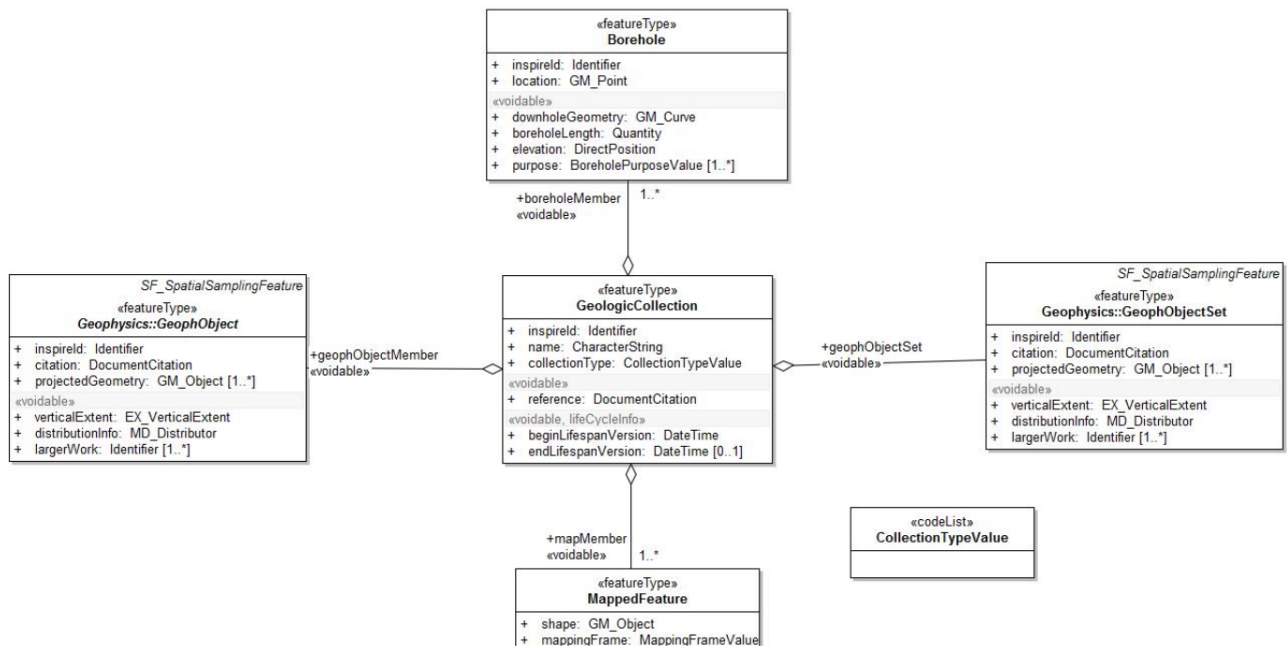 «featureType»
Borehole
+ inspireId: Identifier
+ location: GM_Point
«voidable»
+ downholeGeometry: GM_Curve
+ boreholeLength: Quantity
+ elevation: DirectPosition
+ purpose: BoreholePurposeValue [1..*]
+boreholeMember
«voidable»
1..*
SF_SpatialSamplingFeature
«featureType»
Geophysics::GeophObject
+ inspireId: Identifier
+ citation: DocumentCitation
+ projectedGeometry: GM_Object [1..*]
«voidable»
+ verticalExtent: EX_VerticalExtent
+ distributionInfo: MD_Distributor
+ largerWork: Identifier [1..*]
+geophObjectMember
«voidable»
«featureType»
GeologicCollection
+ inspireId: Identifier
+ name: CharacterString
+ collectionType: CollectionTypeValue
«voidable»
+ reference: DocumentCitation
«voidable, lifeCycleInfo»
+ beginLifespanVersion: DateTime
+ endLifespanVersion: DateTime [0..1]
+geophObjectSet
«voidable»
SF_SpatialSamplingFeature
«featureType»
Geophysics::GeophObjectSet
+ inspireId: Identifier
+ citation: DocumentCitation
+ projectedGeometry: GM_Object [1..*]
«voidable»
+ verticalExtent: EX_VerticalExtent
+ distributionInfo: MD_Distributor
+ largerWork: Identifier [1..*]
+mapMember
«voidable»
1..*
«codeList»
CollectionTypeValue
«featureType»
MappedFeature
+ shape: GM_Object
+ mappingFrame: MappingFrameValue